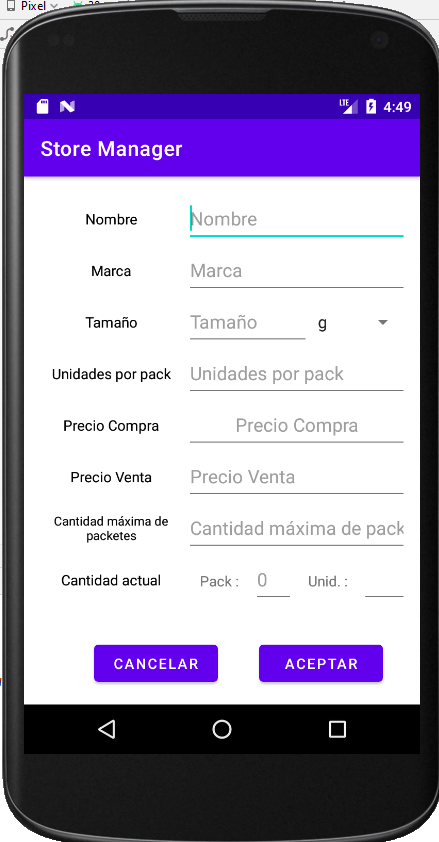 Pixel
LTE 4:49
Store Manager
Nombre Nombre
Marca Marca
Tamaño Tamaño g
Unidades por pack Unidades por pack
Precio Compra Precio Compra
Precio Venta Precio Venta
Cantidad máxima de
packetes
Cantidad máxima de pack
Cantidad actual Pack : 0 Unid. :
CANCELAR ACEPTAR